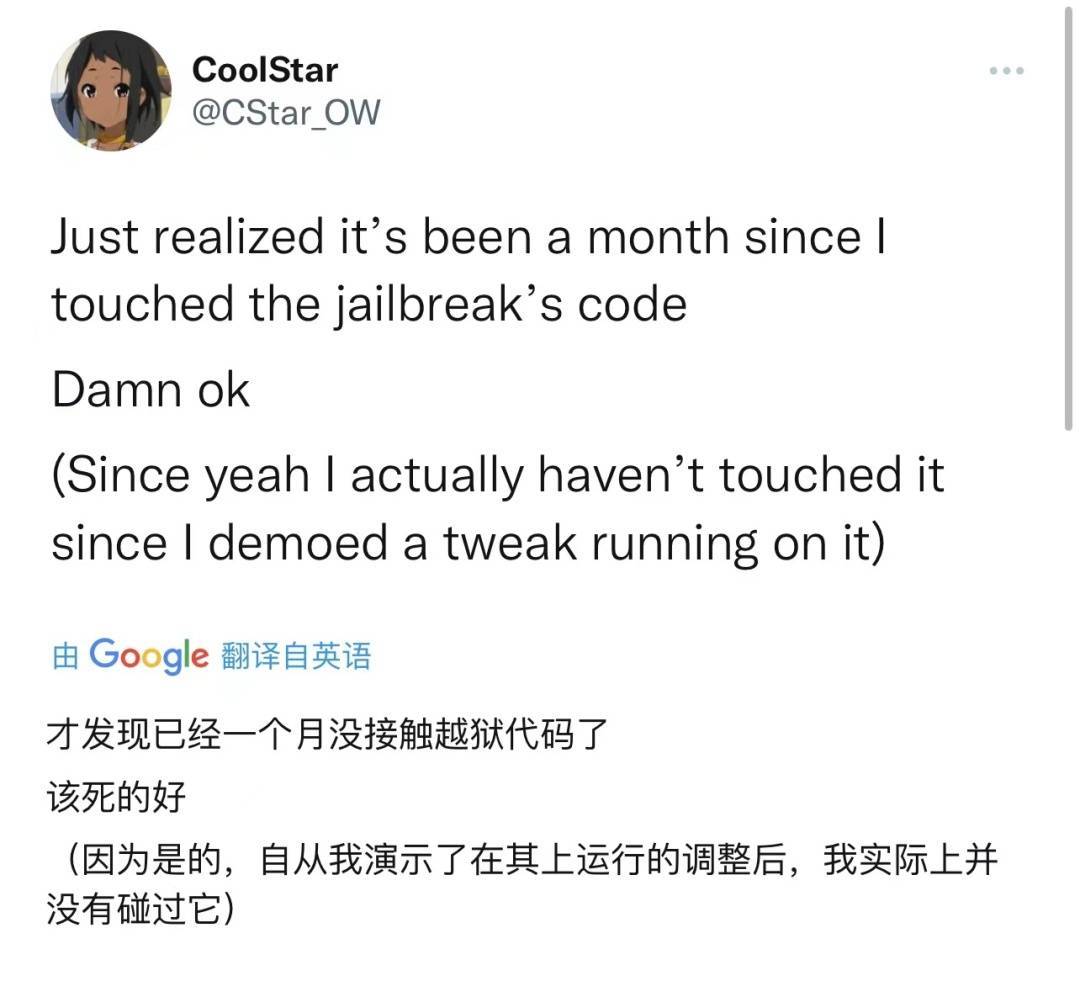 CoolStar
@CStar_OW
Just realized it’s been a month since I
touched the jailbreak’s code
Damn ok
(Since yeah I actually haven’t touched it
since I demoed a tweak running on it)
由 Google 翻译自英语
才发现已经一个月没接触越狱代码了
该死的好
（因为是的，自从我演示了在其上运行的调整后，我实际上并
没有碰过它）